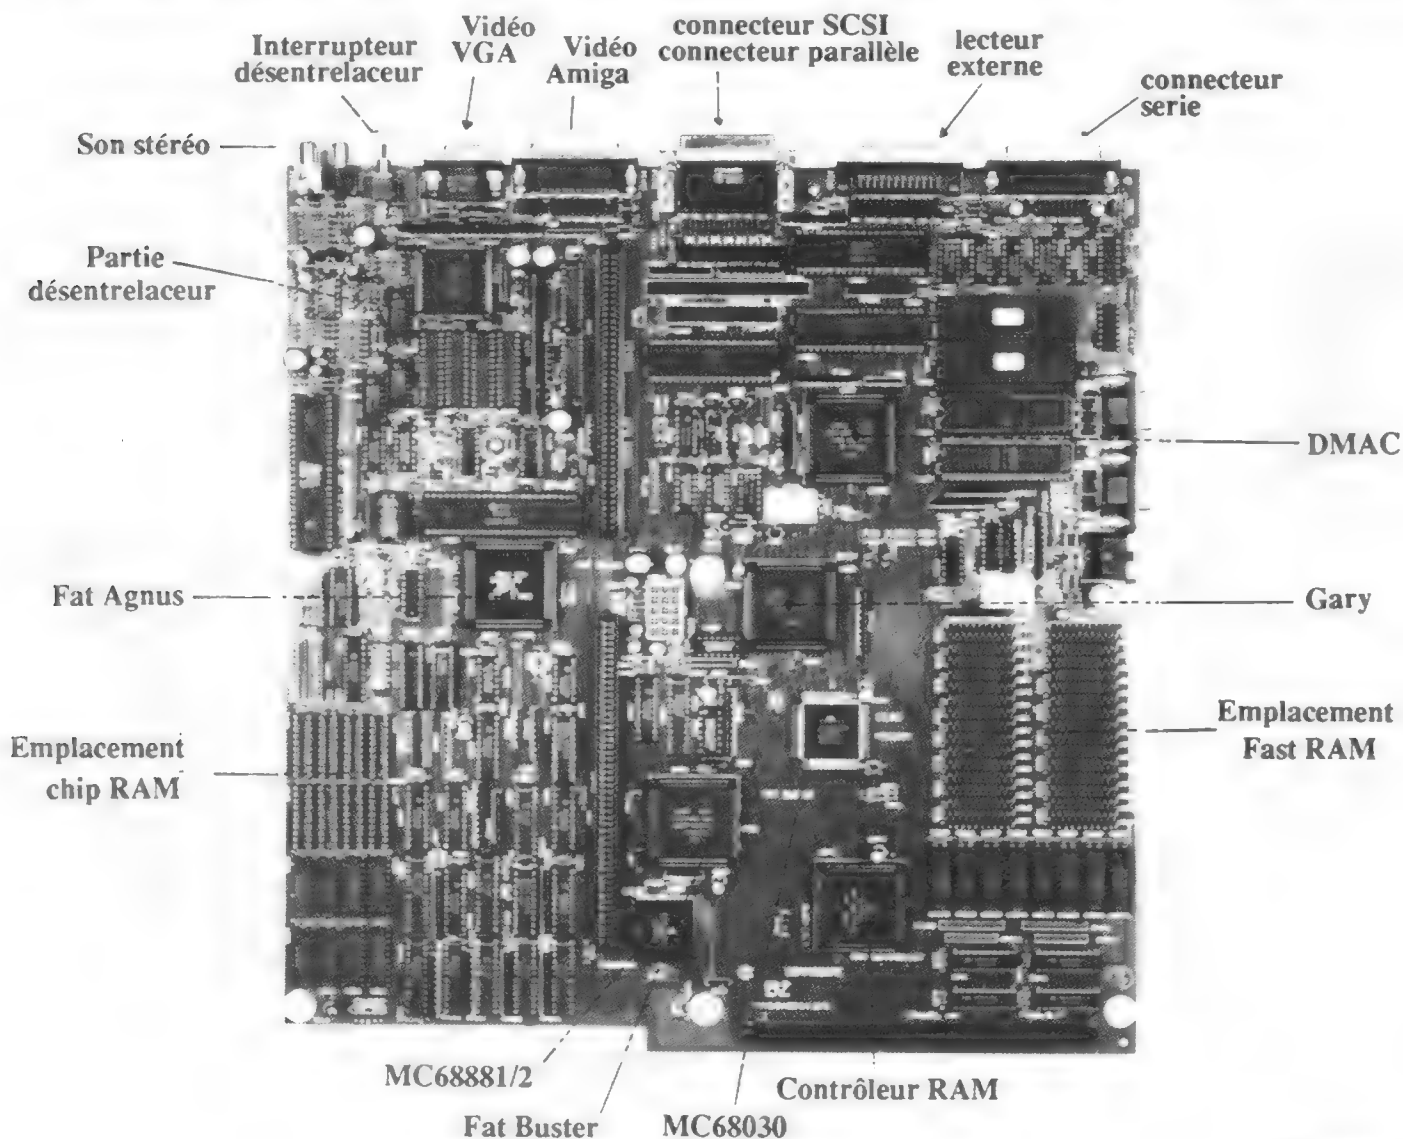 Interrupteur
désentrelaceur
Vidéo
VGA
Vidéo
Amiga
connecteur SCSI
connecteur parallèle
lecteur
externe
connecteur
serie
Son stéréo
Partie
désentrelaceur
DMAC
Fat Agnus
Gary
Emplacement
chip RAM
Emplacement
Fast RAM
MC68881/2
Fat Buster
MC68030
Contrôleur RAM